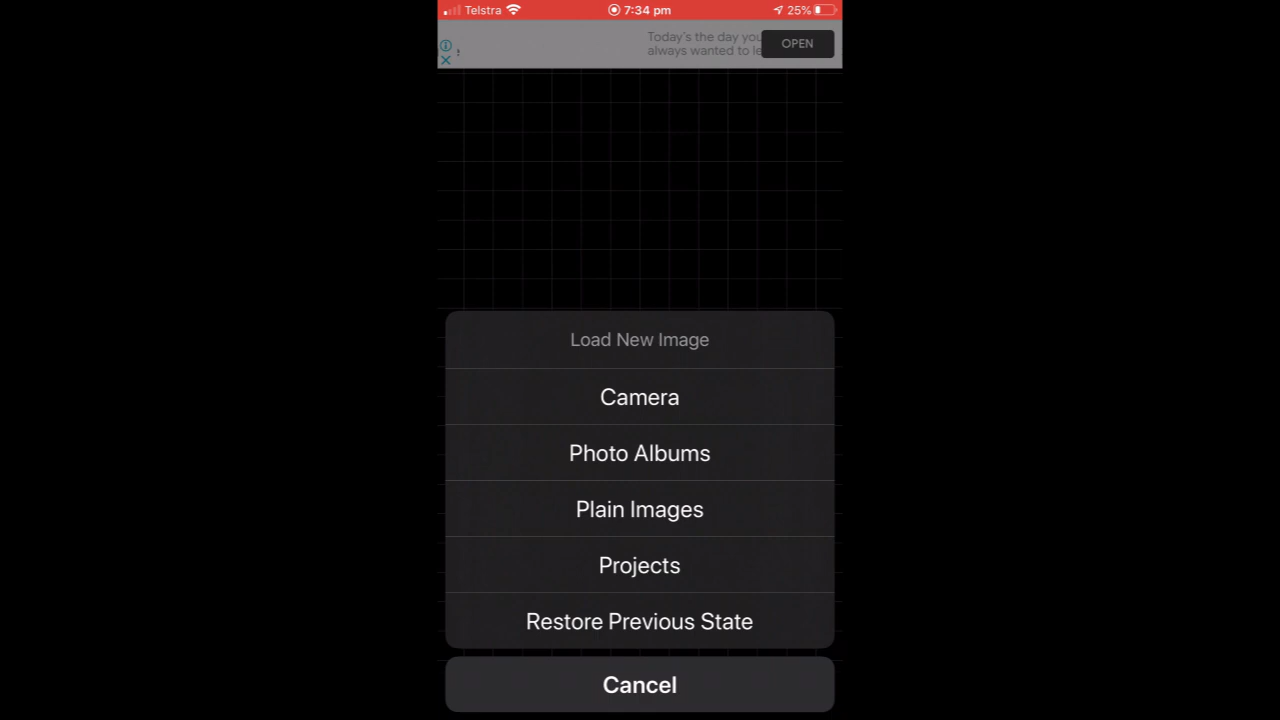 Telstra 7:34 pm 25%
Today's the day you
always wanted to le
OPEN
Load New Image
Camera
Photo Albums
Plain Images
Projects
Restore Previous State
Cancel